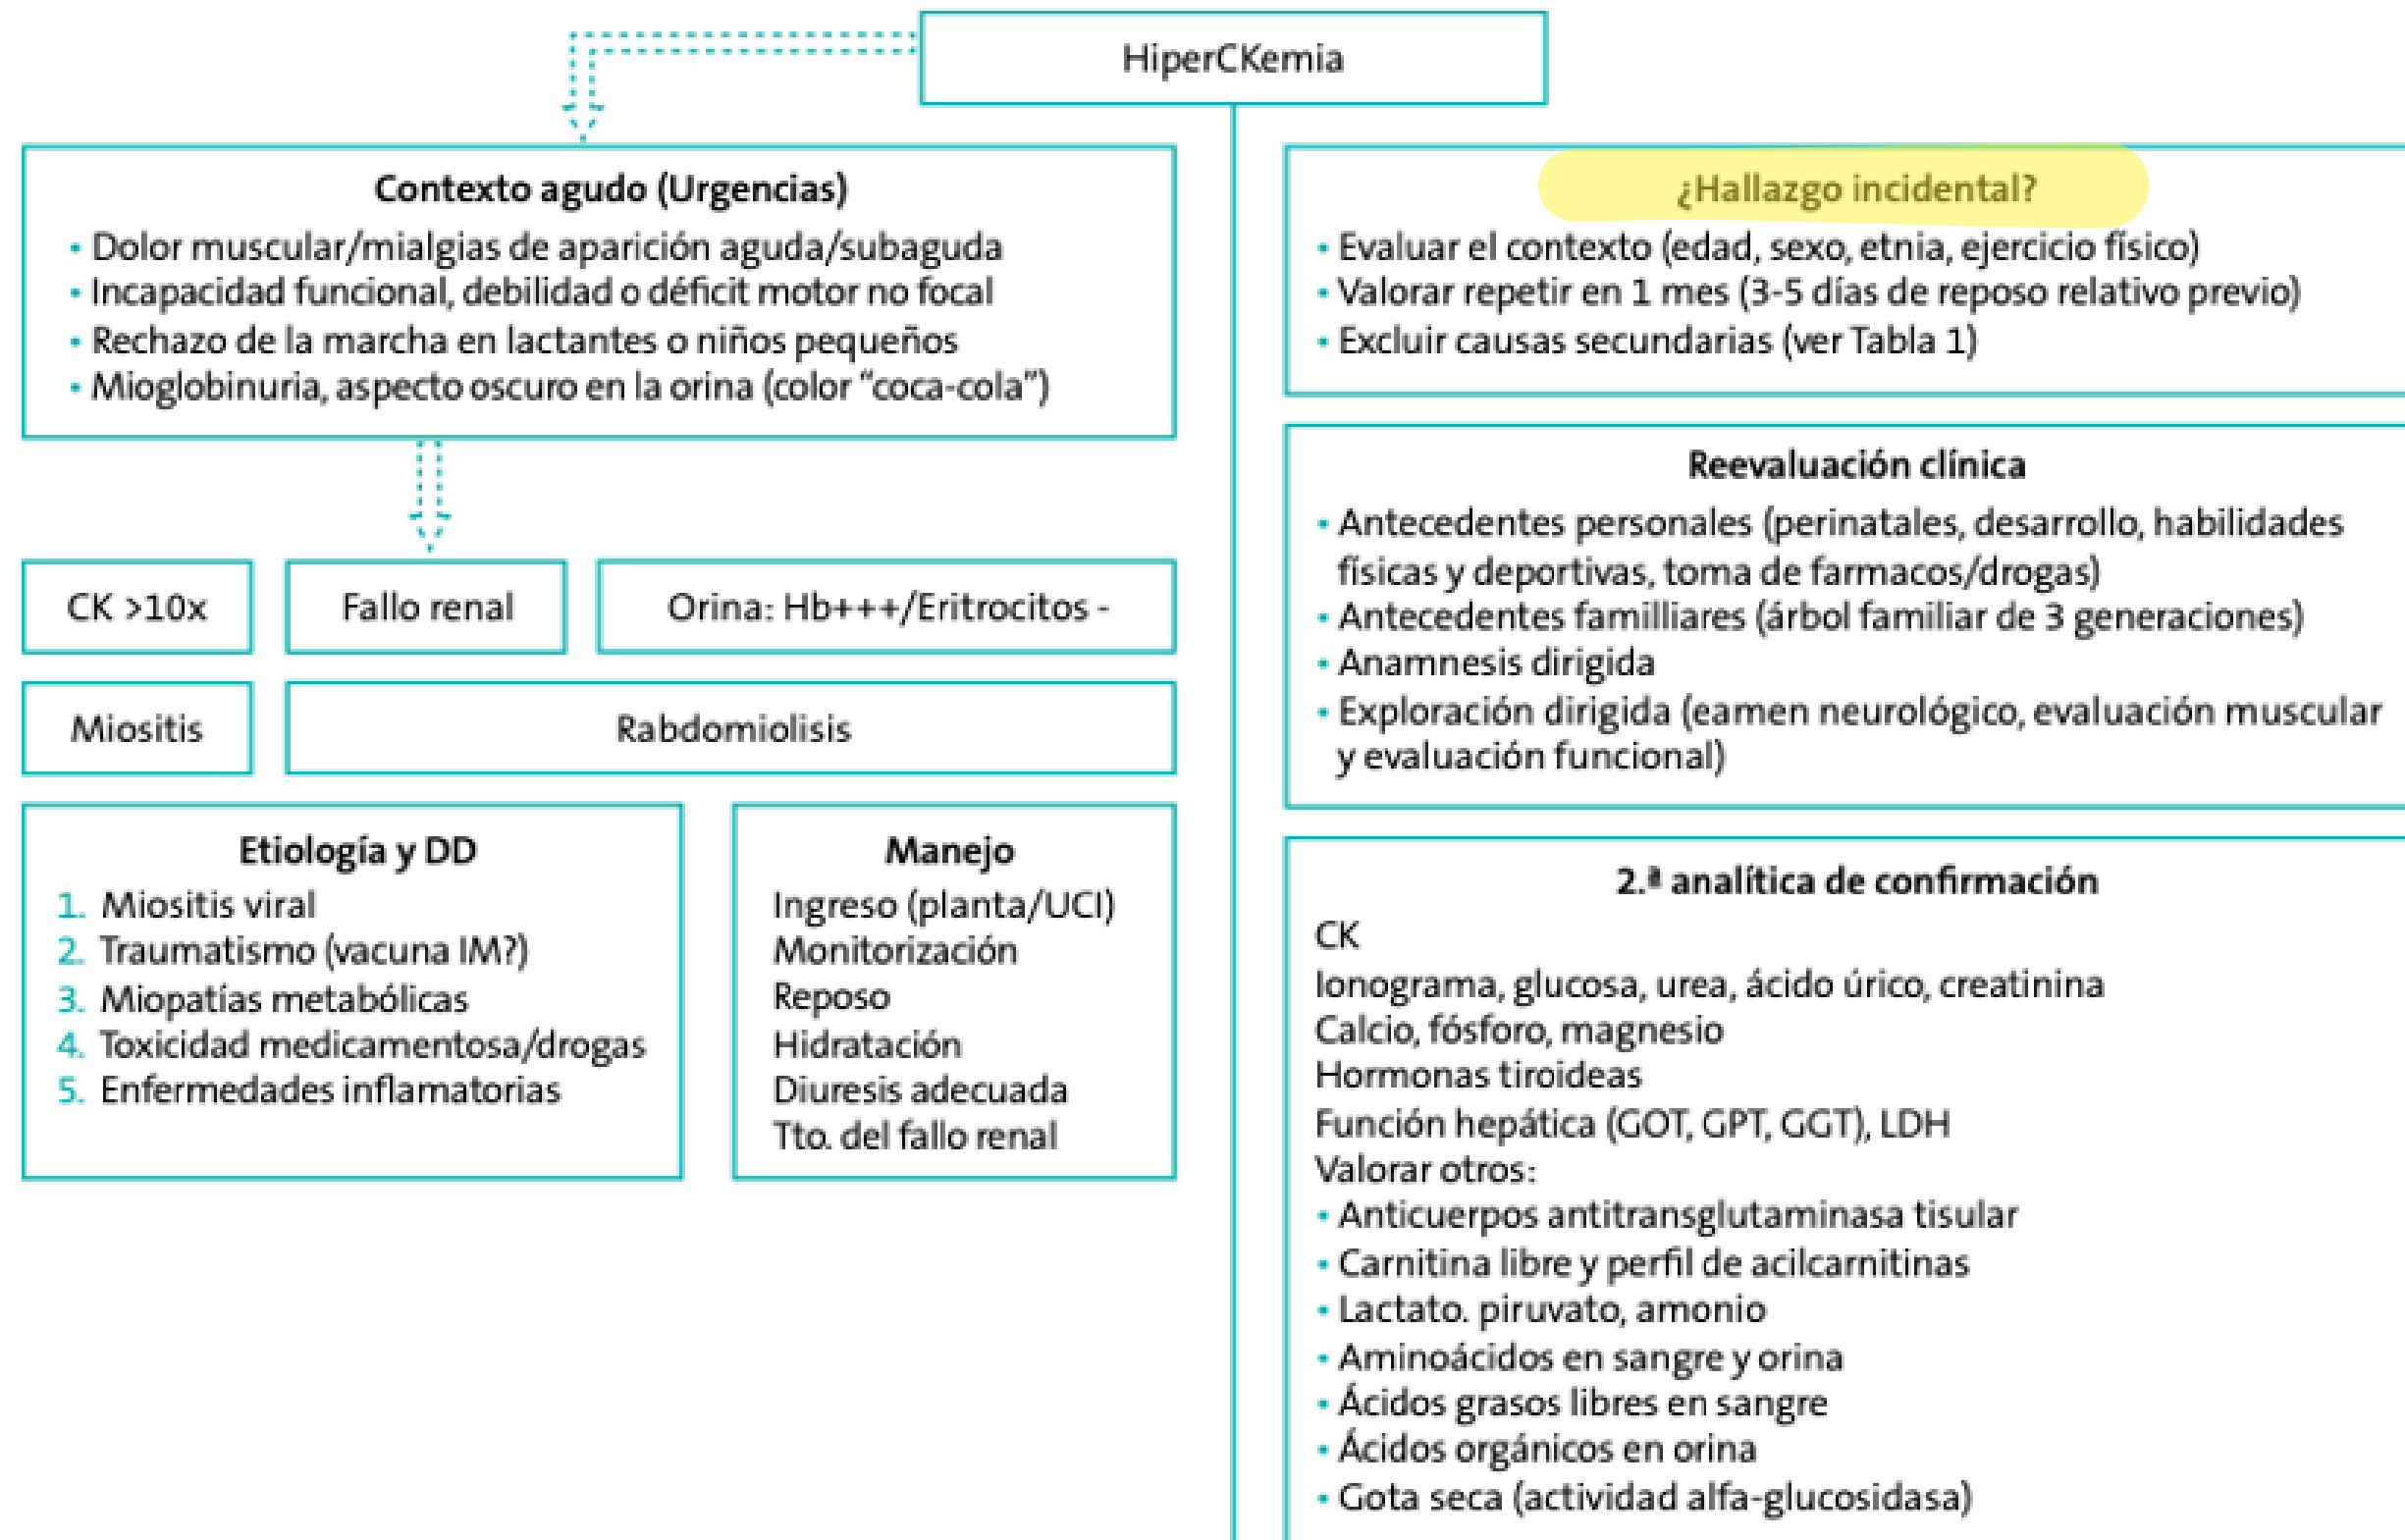 HiperCKemia
Contexto agudo (Urgencias)
• Dolor muscular/mialgias de aparición aguda/subaguda
• Incapacidad funcional, debilidad o déficit motor no focal
• Rechazo de la marcha en lactantes o niños pequeños
• Mioglobinuria, aspecto oscuro en la orina (color “coca-cola”)
CK >10x
Fallo renal
Orina: Hb+++/Eritrocitos -
Miositis
Rabdomiolisis
Etiología y DD
1. Miositis viral
2. Traumatismo (vacuna IM?)
3. Miopatías metabólicas
4. Toxicidad medicamentosa/drogas
5. Enfermedades inflamatorias
Manejo
Ingreso (planta/UCI)
Monitorización
Reposo
Hidratación
Diuresis adecuada
Tto. del fallo renal
¿Hallazgo incidental?
• Evaluar el contexto (edad, sexo, etnia, ejercicio físico)
• Valorar repetir en 1 mes (3-5 días de reposo relativo previo)
• Excluir causas secundarias (ver Tabla 1)
Reevaluación clínica
• Antecedentes personales (perinatales, desarrollo, habilidades
físicas y deportivas, toma de farmacos/drogas)
• Antecedentes familliares (árbol familiar de 3 generaciones)
• Anamnesis dirigida
• Exploración dirigida (eamen neurológico, evaluación muscular
y evaluación funcional)
2.ª analítica de confirmación
CK
Ionograma, glucosa, urea, ácido úrico, creatinina
Calcio, fósforo, magnesio
Hormonas tiroideas
Función hepática (GOT, GPT, GGT), LDH
Valorar otros:
• Anticuerpos antitransglutaminasa tisular
• Carnitina libre y perfil de acilcarnitinas
• Lactato. piruvato, amonio
• Aminoácidos en sangre y orina
• Ácidos grasos libres en sangre
• Ácidos orgánicos en orina
• Gota seca (actividad alfa-glucosidasa)